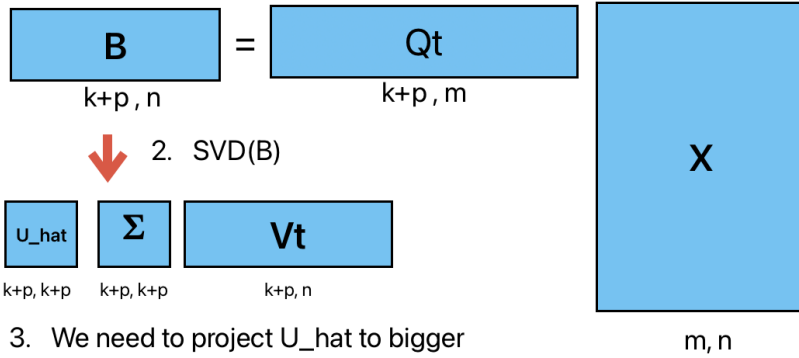 B
=
Qt
X
k+p , n
k+p , m
2. SVD(B)
U_hat
Σ
Vt
k+p, k+p
k+p, k+p
k+p, n
3. We need to project U_hat to bigger
m, n